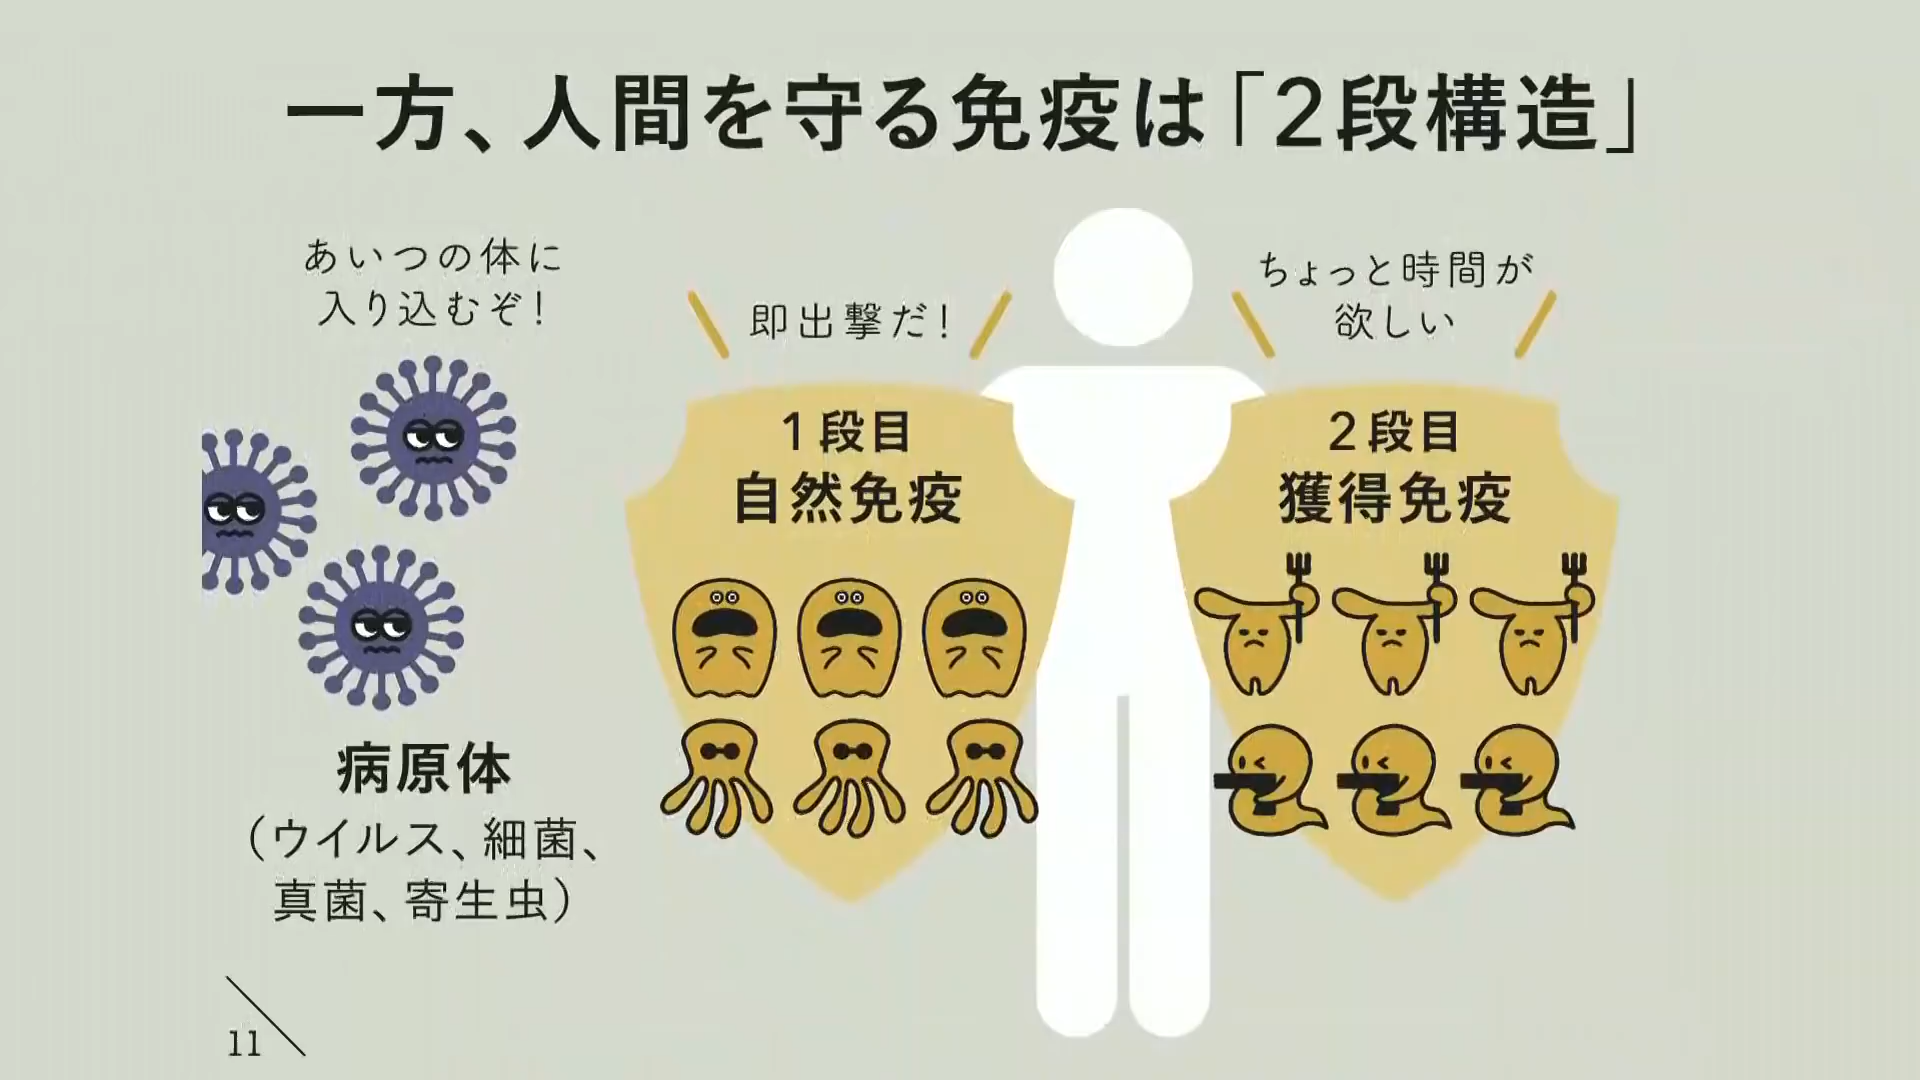 一方、人間を守る免疫は「2段構造」
あいつの体に
入り込むぞ！
病原体
（ウイルス、細菌、
真菌、寄生虫）
即出撃だ！
1段目
自然免疫
ちょっと時間が
欲しい
2段目
獲得免疫
11